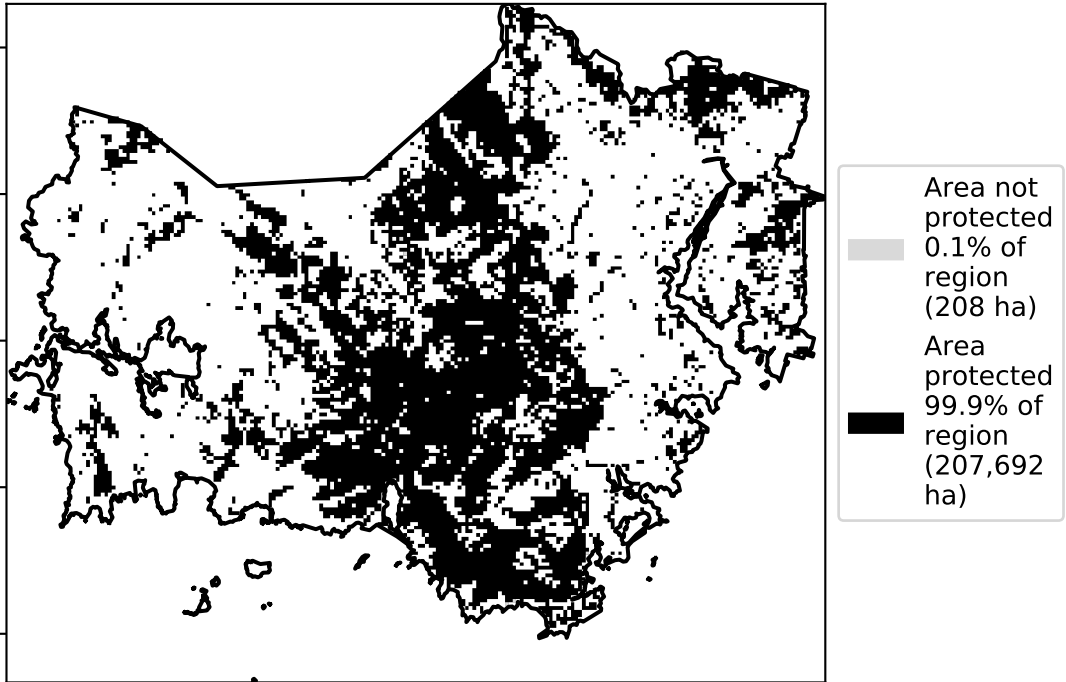 Area not
protected
0.1% of
region
(208 ha)
Area
protected
99.9% of
region
(207,692
ha)